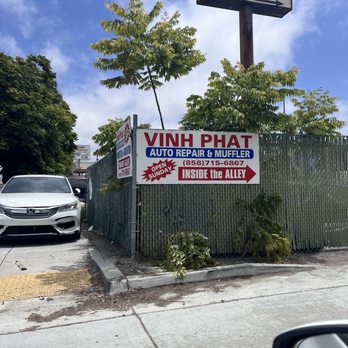 VINH PHAT
AUTO REPAIR & MUFFLER
(858)715-6867
OPEN
SUNDAY
INSIDE the ALLEY